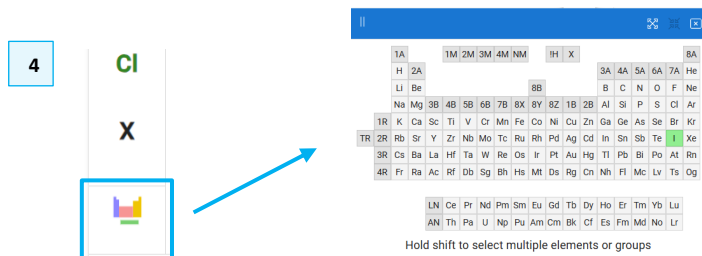 4
Cl
X
1A 1M 2M 3M 4M NM !H X 8A
H 2A 3A 4A 5A 6A 7A He
Li Be 8B B C N O F Ne
Na Mg 3B 4B 5B 6B 7B 8X 8Y 8Z 1B 2B Al Si P S Cl Ar
1R K Ca Sc Ti V Cr Mn Fe Co Ni Cu Zn Ga Ge As Se Br Kr
TR 2R Rb Sr Y Zr Nb Mo Tc Ru Rh Pd Ag Cd In Sn Sb Te I Xe
3R Cs Ba La Hf Ta W Re Os Ir Pt Au Hg Tl Pb Bi Po At Rn
4R Fr Ra Ac Rf Db Sg Bh Hs Mt Ds Rg Cn Nh Fl Mc Lv Ts Og
LN Ce Pr Nd Pm Sm Eu Gd Tb Dy Ho Er Tm Yb Lu
AN Th Pa U Np Pu Am Cm Bk Cf Es Fm Md No Lr
Hold shift to select multiple elements or groups